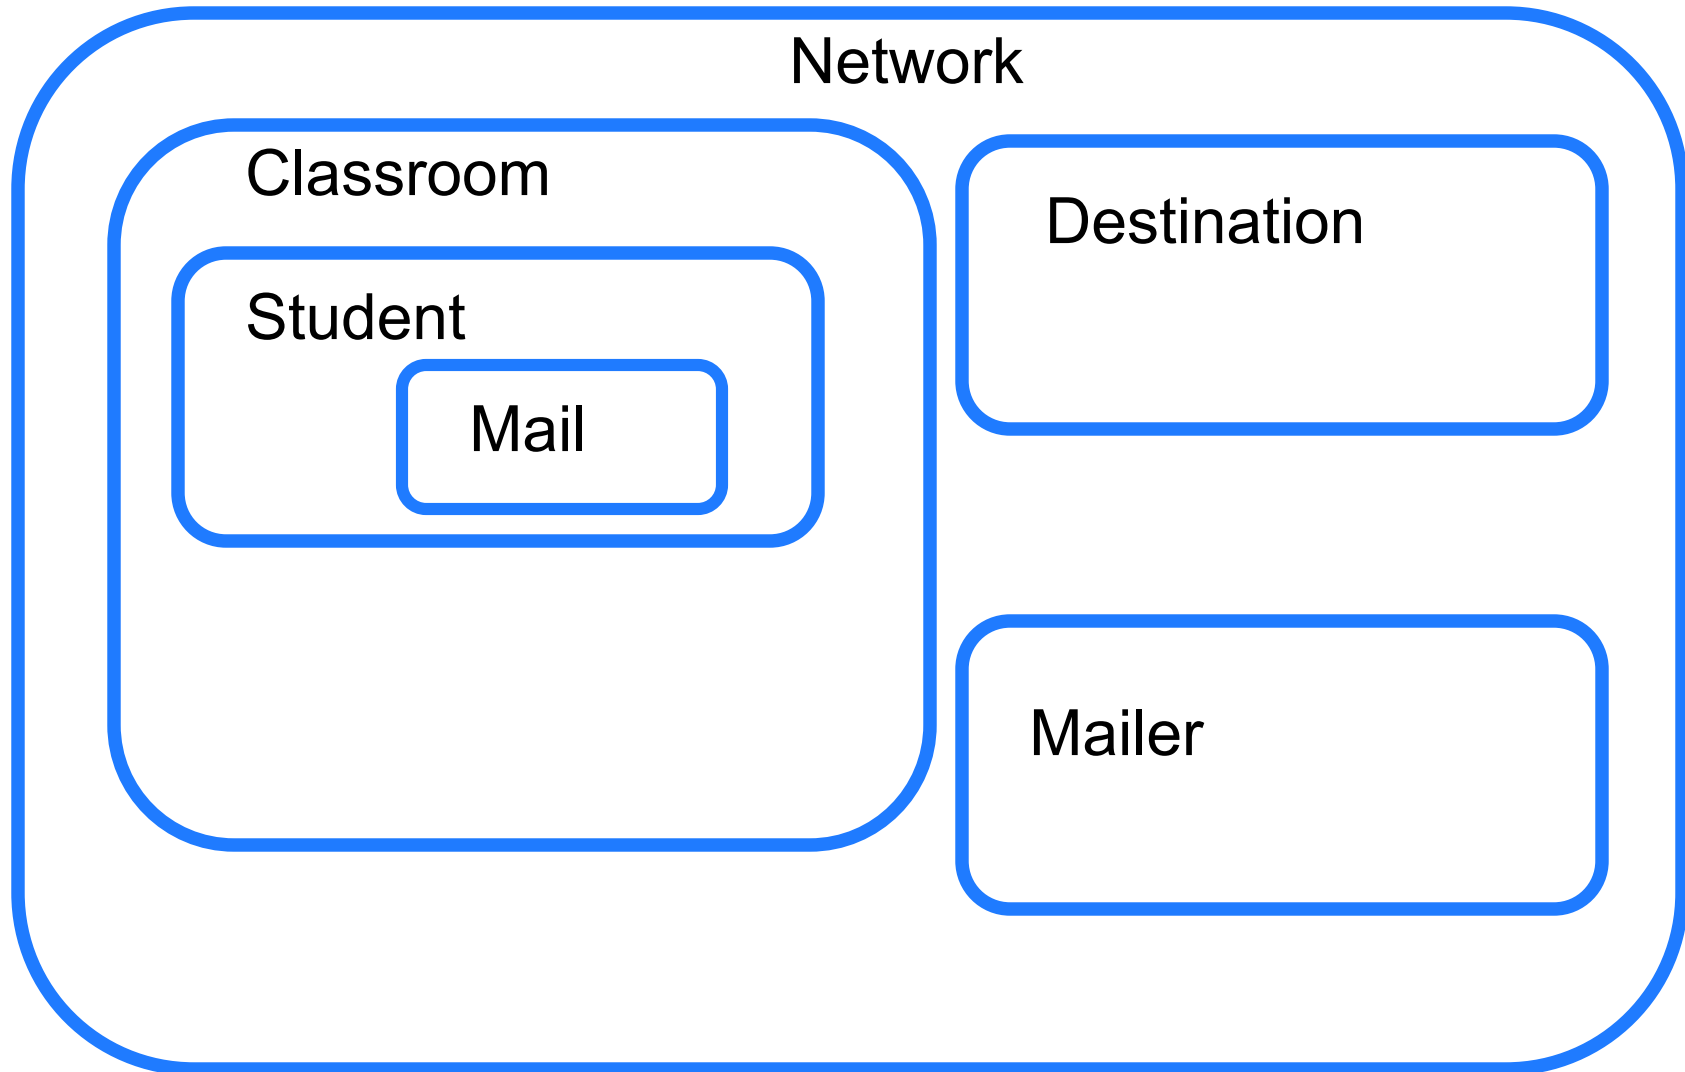 Network
Classroom
Destination
Student
Mail
Mailer